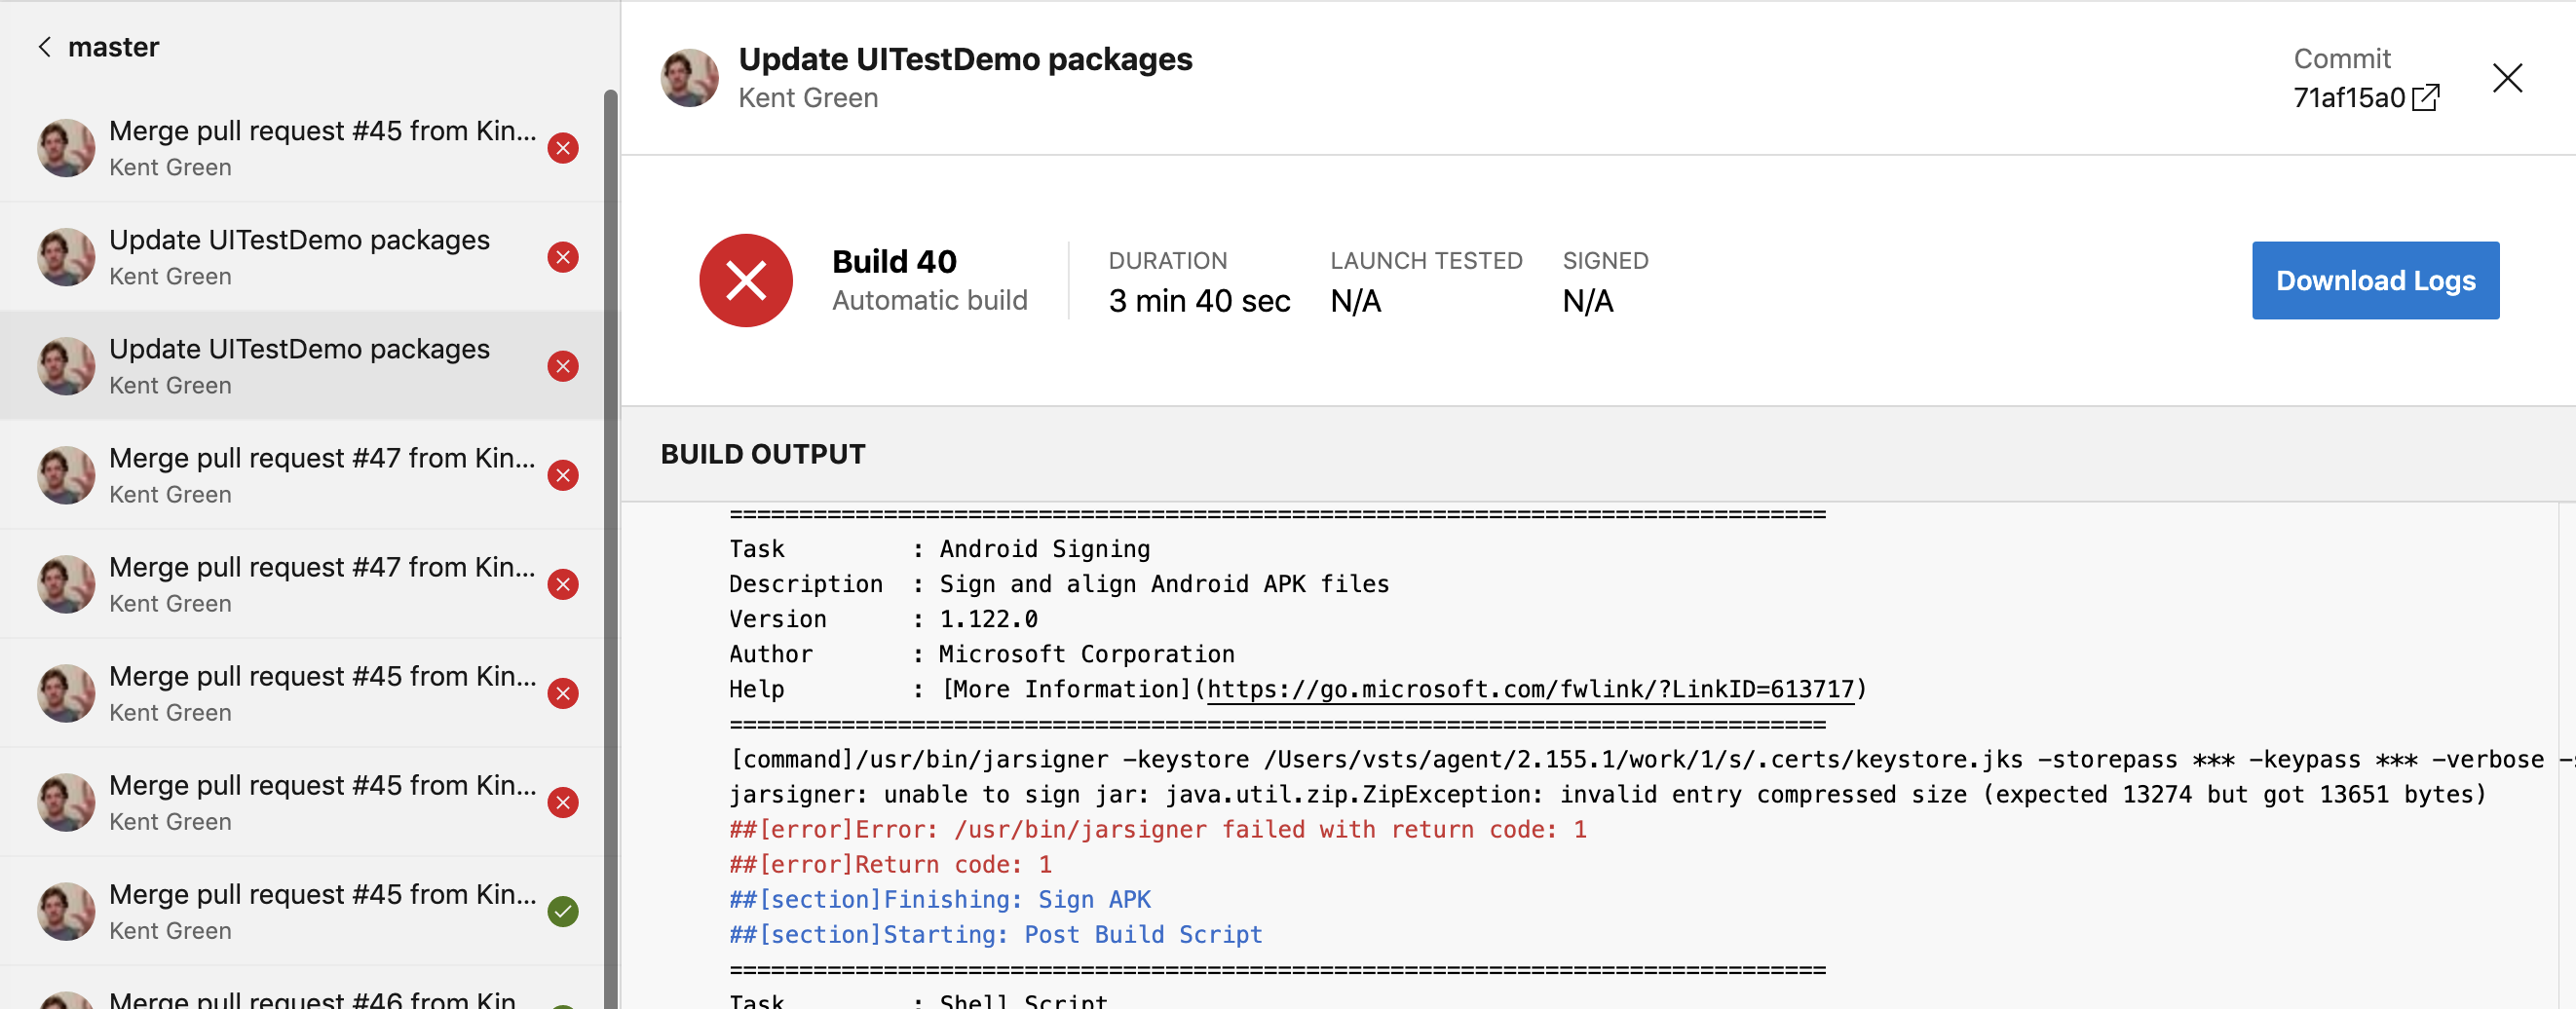 master
Merge pull request #45 from Kin...
Kent Green
Update UITestDemo packages
Kent Green
Update UITestDemo packages
Kent Green
Merge pull request #47 from Kin...
Kent Green
Merge pull request #47 from Kin...
Kent Green
Merge pull request #45 from Kin...
Kent Green
Merge pull request #45 from Kin...
Kent Green
Merge pull request #45 from Kin...
Kent Green
Merge pull request #46 from Kin
Update UITestDemo packages
Kent Green
Commit
71af15a0
Build 40
Automatic build
DURATION
3 min 40 sec
LAUNCH TESTED
N/A
SIGNED
N/A
Download Logs
BUILD OUTPUT
==============================================================================
Task         : Android Signing
Description  : Sign and align Android APK files
Version      : 1.122.0
Author       : Microsoft Corporation
Help         : [More Information](https://go.microsoft.com/fwlink/?LinkID=613717)
==============================================================================
[command]/usr/bin/jarsigner -keystore /Users/vsts/agent/2.155.1/work/1/s/.certs/keystore.jks -storepass *** -keypass *** -verbose -
jarsigner: unable to sign jar: java.util.zip.ZipException: invalid entry compressed size (expected 13274 but got 13651 bytes)
##[error]Error: /usr/bin/jarsigner failed with return code: 1
##[error]Return code: 1
##[section]Finishing: Sign APK
##[section]Starting: Post Build Script
==============================================================================
Task         : Shell Script